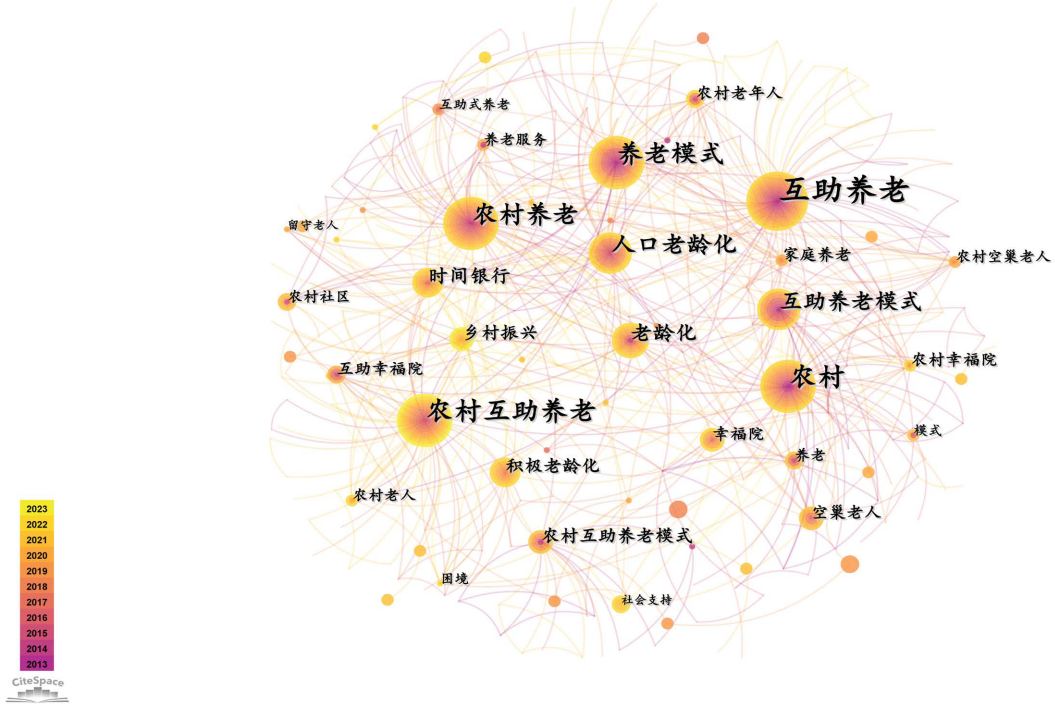 农村老年人
互助式养老
养老服务
养老模式
互助养老
农村养老
留守老人
人口老龄化
家庭养老
农村空巢老人
时间银行
农村社区
互助养老模式
乡村振兴
老龄化
农村幸福院
互助幸福院
农村
农村互助养老
幸福院
模式
养老
积极老龄化
农村老人
空巢老人
农村互助养老模式
困境
社会支持
2023
2022
2021
2020
2019
2018
2017
2016
2015
2014
2013
CiteSpace